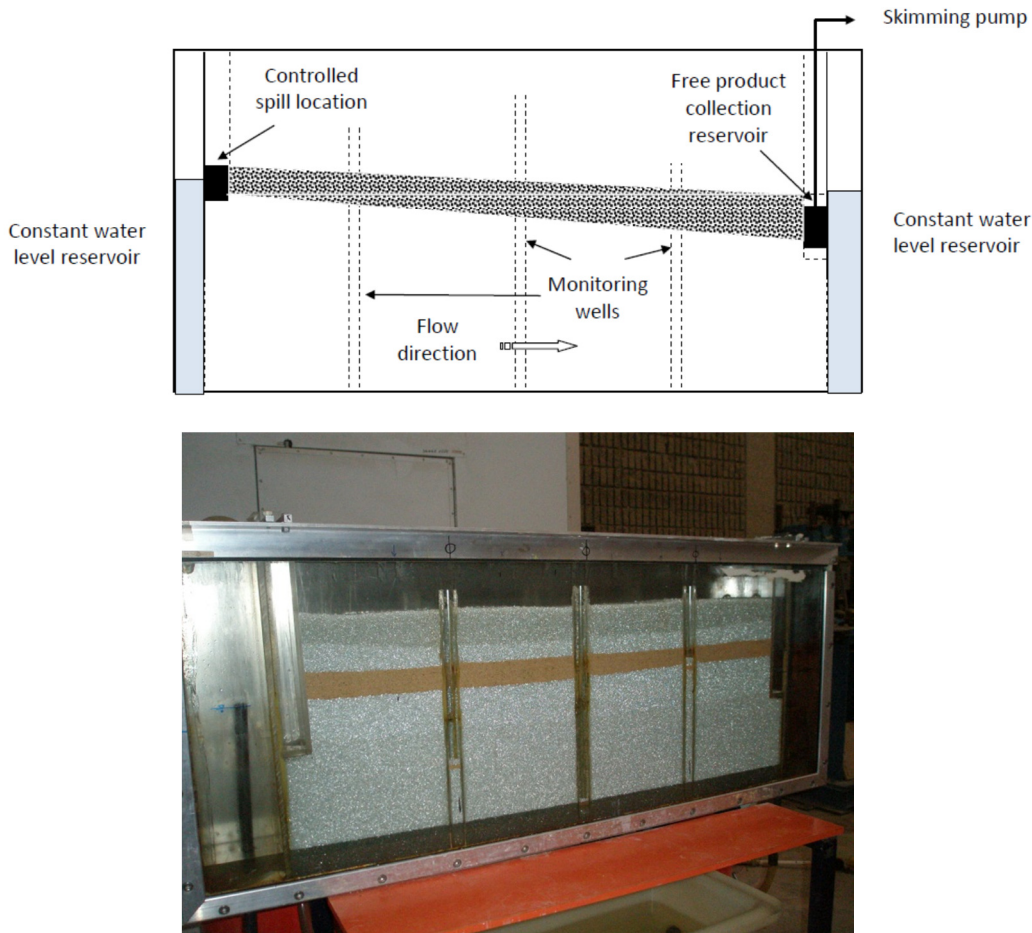 Skimming pump
Controlled
spill location
Free product
collection
reservoir
Constant water
level reservoir
Constant water
level reservoir
Monitoring
wells
Flow
direction